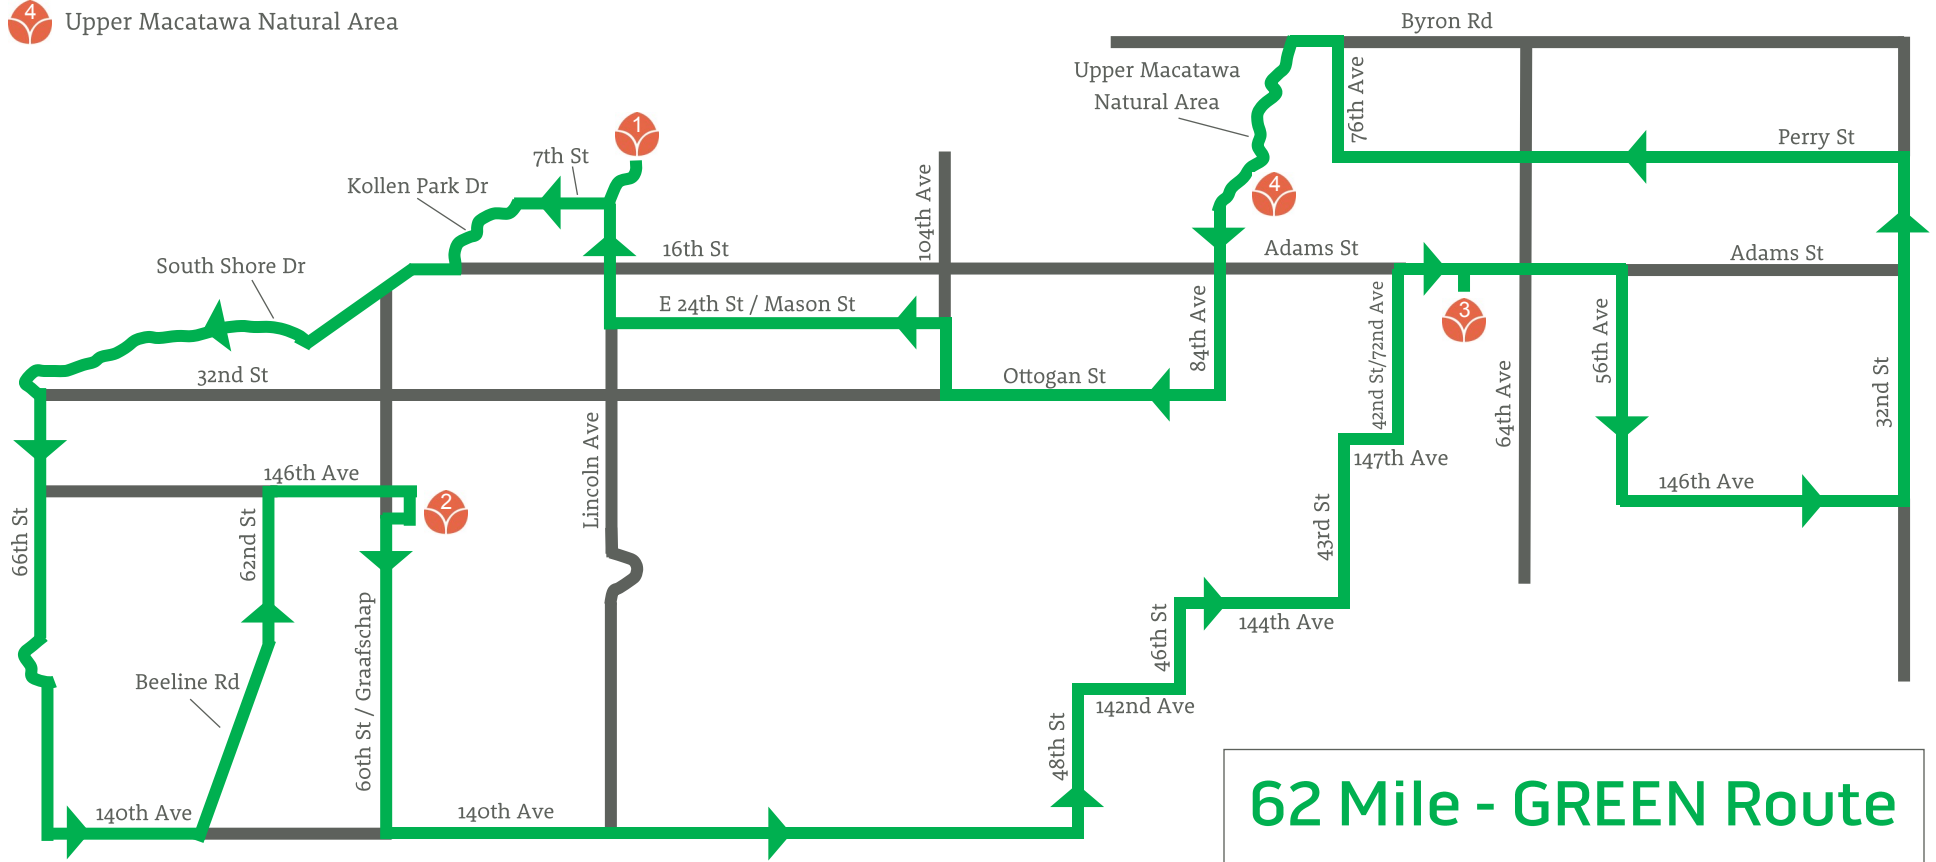 4 Upper Macatawa Natural Area
Byron Rd
Upper Macatawa
Natural Area
76th Ave
Perry St
1
7th St
Kollen Park Dr
104th Ave
4
16th St
Adams St
Adams St
South Shore Dr
E 24th St / Mason St
84th Ave
42nd St/72nd Ave
3
56th Ave
32nd St
Ottogan St
32nd St
64th Ave
Lincoln Ave
147th Ave
146th Ave
146th Ave
2
66th St
62nd St
43rd St
60th St / Graafschap
46th St
144th Ave
Beeline Rd
142nd Ave
48th St
140th Ave
140th Ave
62 Mile - GREEN Route